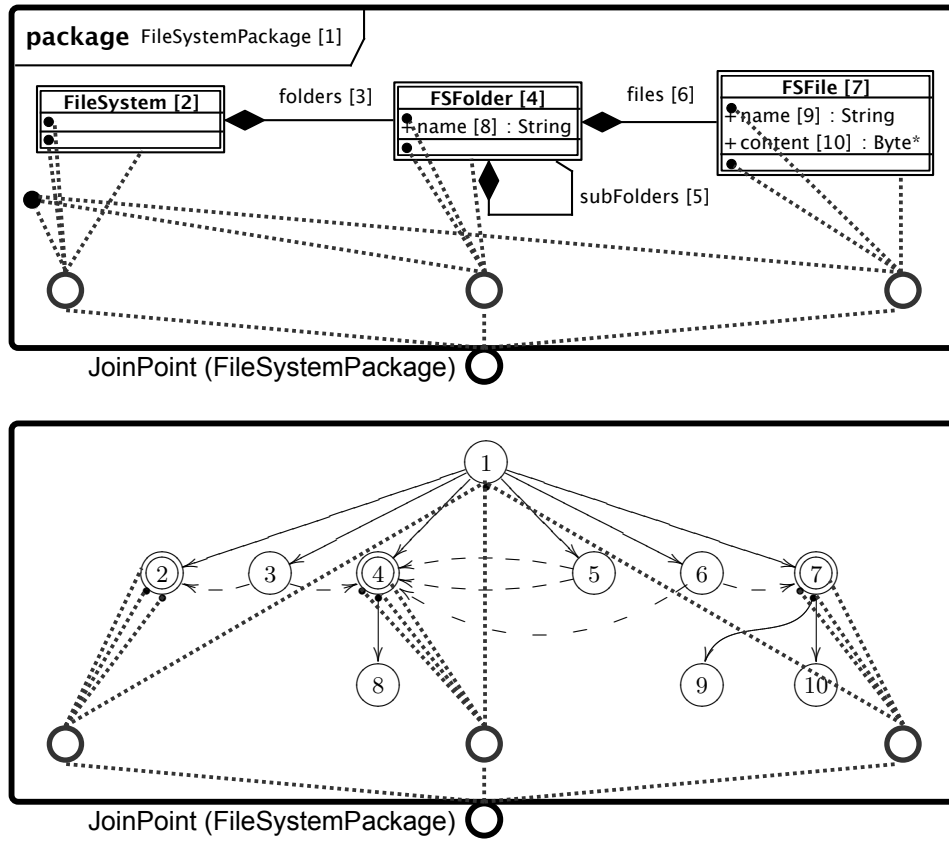 package FileSystemPackage [1]
FileSystem [2]
folders [3]
FSFolder [4]
+ name [8] : String
files [6]
FSFile [7]
+ name [9] : String
+ content [10] : Byte*
subFolders [5]
JoinPoint (FileSystemPackage)
1
2 3 4 5 6 7
8 9 10
JoinPoint (FileSystemPackage)